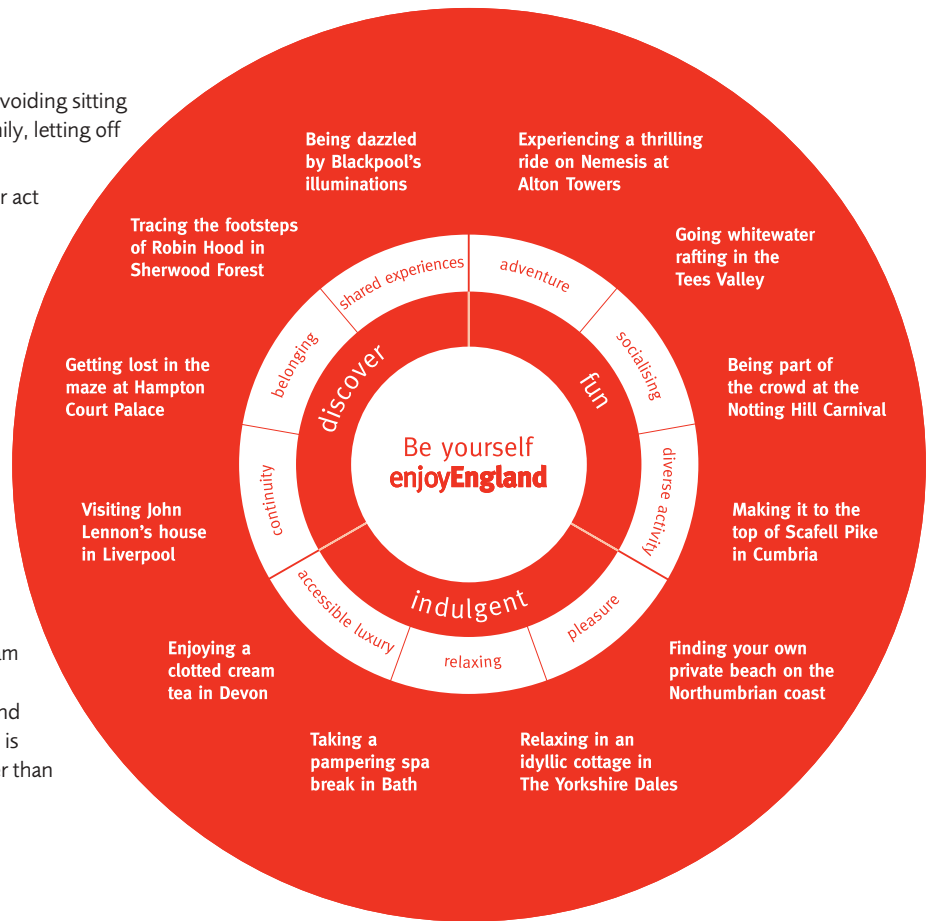 voiding sitting
ily, letting off
r act
am
nd
is
er than
Being dazzled
by Blackpool's
illuminations
Experiencing a thrilling
ride on Nemesis at
Alton Towers
Going whitewater
rafting in the
Tees Valley
Being part of
the crowd at the
Notting Hill Carnival
Making it to the
top of Scafell Pike
in Cumbria
Finding your own
private beach on the
Northumbrian coast
Relaxing in an
idyllic cottage in
The Yorkshire Dales
Taking a
pampering spa
break in Bath
Enjoying a
clotted cream
tea in Devon
Visiting John
Lennon's house
in Liverpool
Getting lost in the
maze at Hampton
Court Palace
Tracing the footsteps
of Robin Hood in
Sherwood Forest
shared experiences
adventure
socialising
diverse activity
pleasure
relaxing
accessible luxury
continuity
belonging
discover
fun
indulgent
Be yourself
enjoyEngland